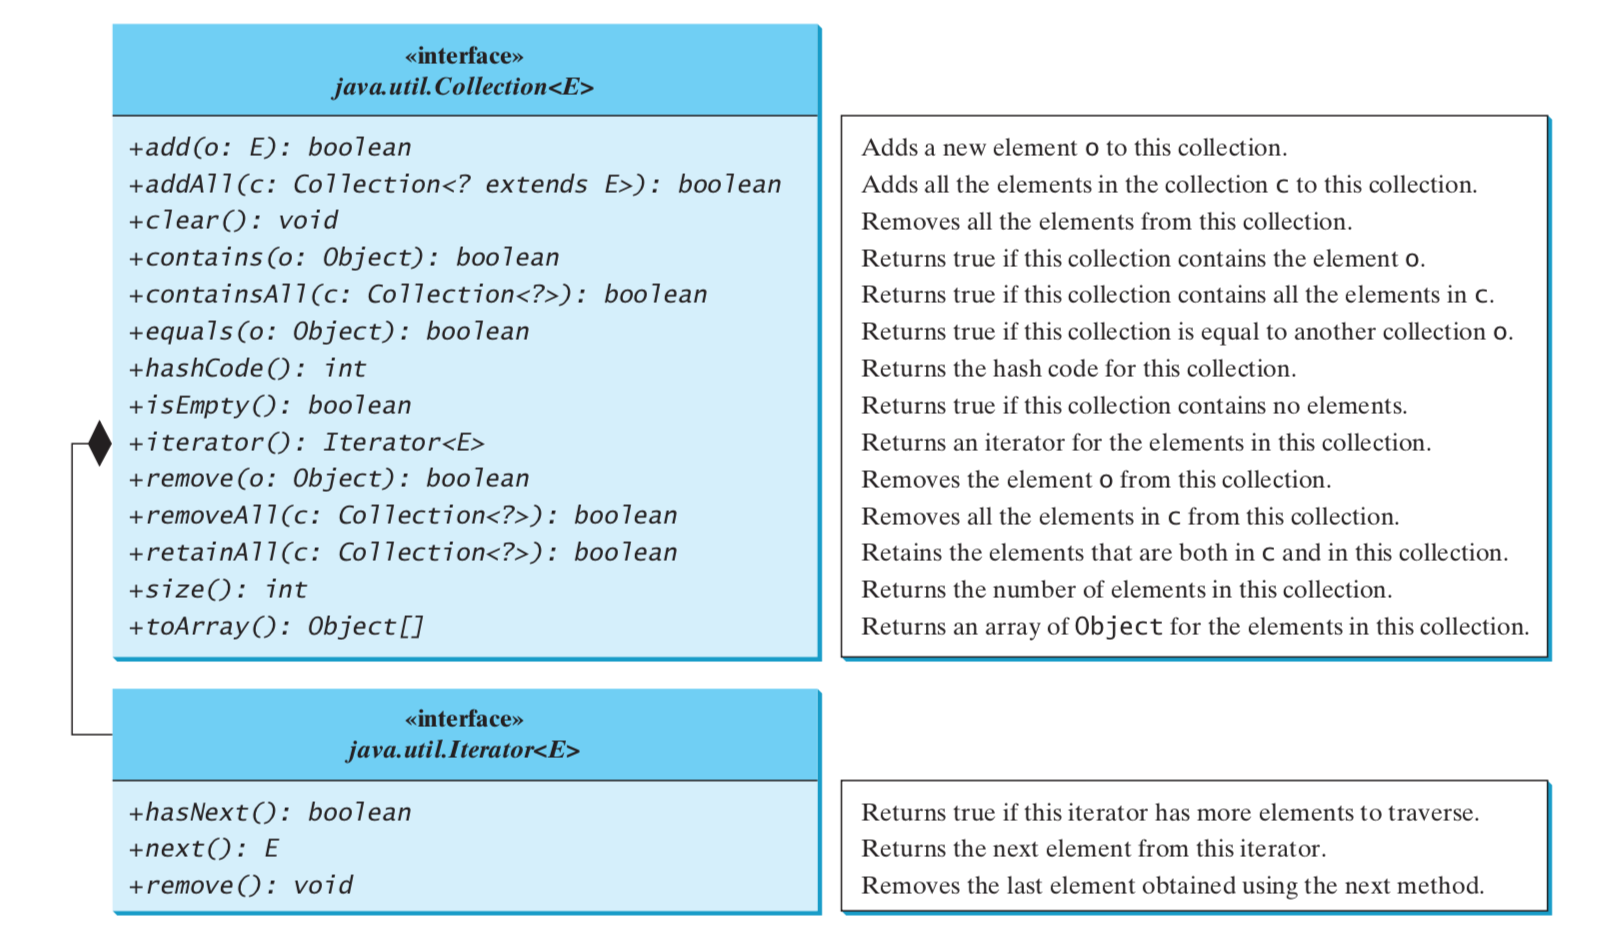 «interface»
java.util.Collection<E>
+add(o: E): boolean
Adds a new element o to this collection.
+addAll(c: Collection<? extends E>): boolean
Adds all the elements in the collection c to this collection.
+clear(): void
Removes all the elements from this collection.
+contains(o: Object): boolean
Returns true if this collection contains the element o.
+containsAll(c: Collection<?>): boolean
Returns true if this collection contains all the elements in c.
+equals(o: Object): boolean
Returns true if this collection is equal to another collection o.
+hashCode(): int
Returns the hash code for this collection.
+isEmpty(): boolean
Returns true if this collection contains no elements.
+iterator(): Iterator<E>
Returns an iterator for the elements in this collection.
+remove(o: Object): boolean
Removes the element o from this collection.
+removeAll(c: Collection<?>): boolean
Removes all the elements in c from this collection.
+retainAll(c: Collection<?>): boolean
Retains the elements that are both in c and in this collection.
+size(): int
Returns the number of elements in this collection.
+toArray(): Object[]
Returns an array of Object for the elements in this collection.
«interface»
java.util.Iterator<E>
+hasNext(): boolean
Returns true if this iterator has more elements to traverse.
+next(): E
Returns the next element from this iterator.
+remove(): void
Removes the last element obtained using the next method.